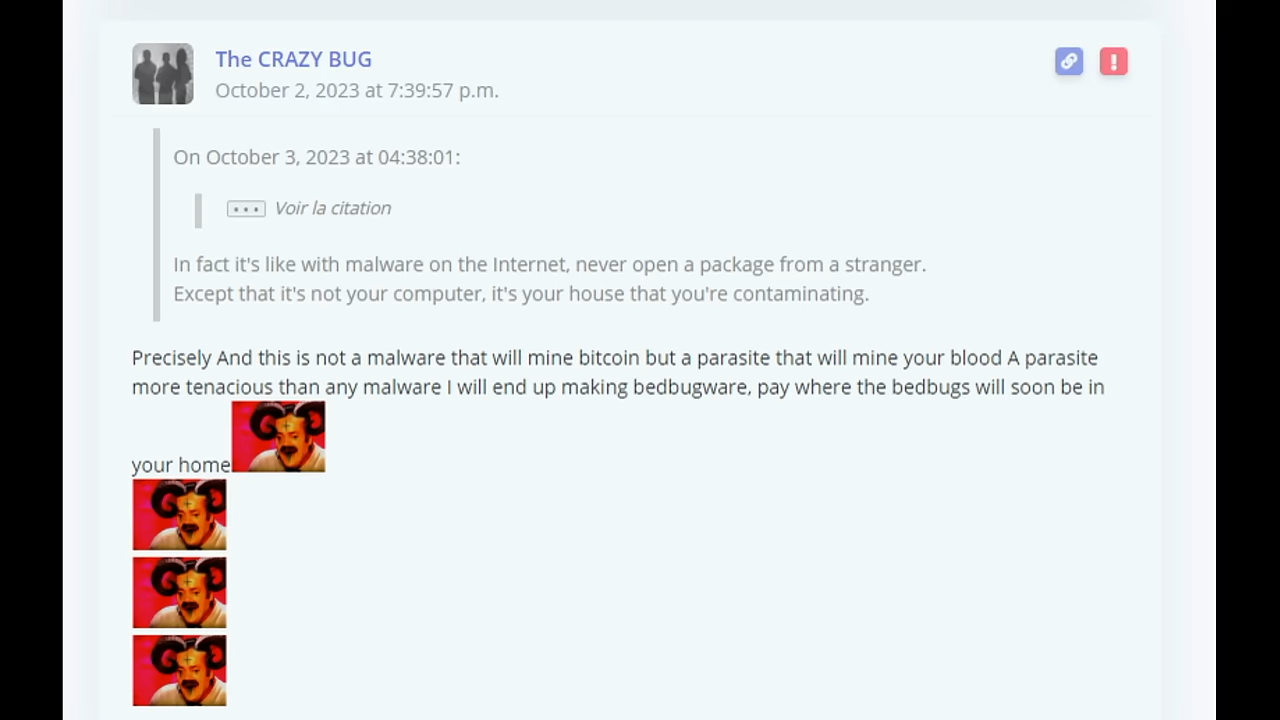 The CRAZY BUG
October 2, 2023 at 7:39:57 p.m.
On October 3, 2023 at 04:38:01:
Voir la citation
In fact it's like with malware on the Internet, never open a package from a stranger.
Except that it's not your computer, it's your house that you're contaminating.
Precisely And this is not a malware that will mine bitcoin but a parasite that will mine your blood A parasite
more tenacious than any malware I will end up making bedbugware, pay where the bedbugs will soon be in
your home